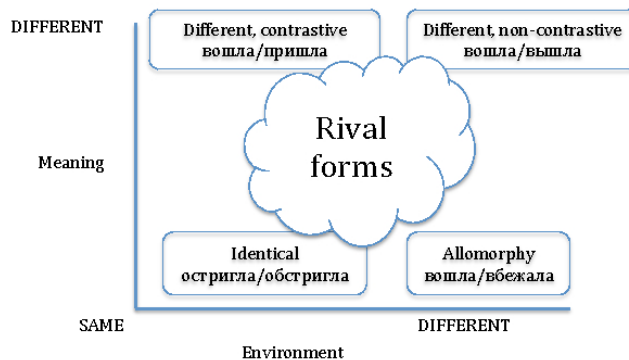 DIFFERENT
Different, contrastive
вошла/пришла
Different, non-contrastive
вошла/вышла
Rival
forms
Meaning
Identical
остригла/обстригла
Allomorphy
вошла/вбежала
SAME
DIFFERENT
Environment